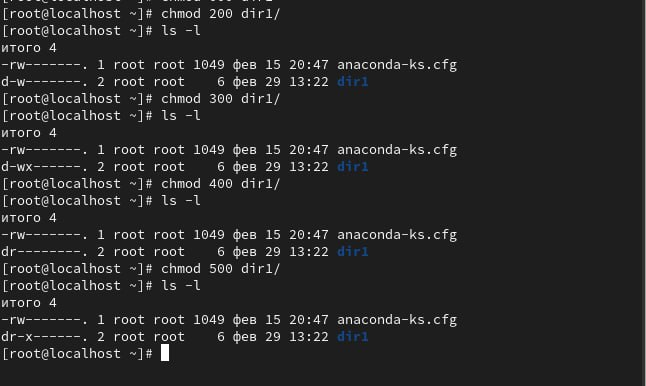 [root@localhost ~]# chmod 200 dir1/
[root@localhost ~]# ls -l
итого 4
-rw-------. 1 root root 1049 фев 15 20:47 anaconda-ks.cfg
d-w-------. 2 root root    6 фев 29 13:22 dir1
[root@localhost ~]# chmod 300 dir1/
[root@localhost ~]# ls -l
итого 4
-rw-------. 1 root root 1049 фев 15 20:47 anaconda-ks.cfg
d-wx------. 2 root root    6 фев 29 13:22 dir1
[root@localhost ~]# chmod 400 dir1/
[root@localhost ~]# ls -l
итого 4
-rw-------. 1 root root 1049 фев 15 20:47 anaconda-ks.cfg
dr--------. 2 root root    6 фев 29 13:22 dir1
[root@localhost ~]# chmod 500 dir1/
[root@localhost ~]# ls -l
итого 4
-rw-------. 1 root root 1049 фев 15 20:47 anaconda-ks.cfg
dr-x------. 2 root root    6 фев 29 13:22 dir1
[root@localhost ~]#